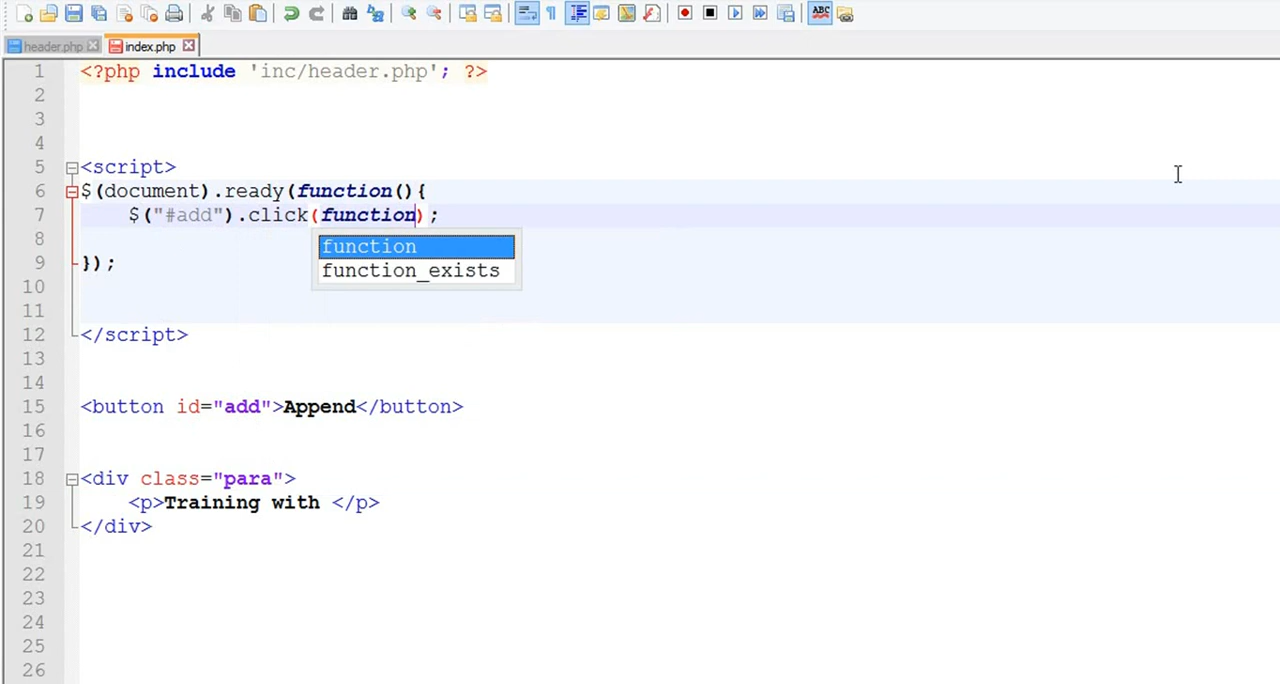 ABC
header.php index.php
1 <?php include 'inc/header.php'; ?>
2
3
4
5 <script>
6 $(document).ready(function(){
7 $("#add").click(function);
8 function
function_exists
9 });
10
11
12 </script>
13
14
15 <button id="add">Append</button>
16
17
18 <div class="para">
19 <p>Training with </p>
20 </div>
21
22
23
24
25
26